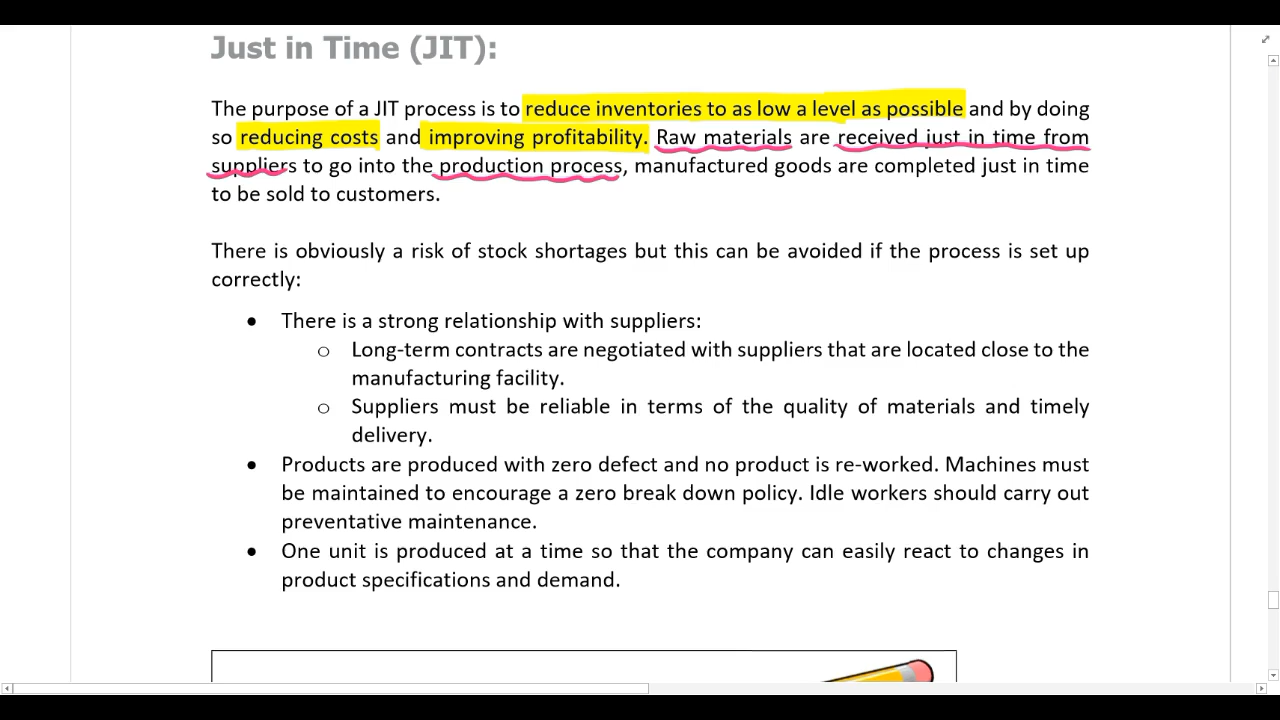 Just in Time (JIT):
The purpose of a JIT process is to reduce inventories to as low a level as possible and by doing
so reducing costs and improving profitability. Raw materials are received just in time from
suppliers to go into the production process, manufactured goods are completed just in time
to be sold to customers.
There is obviously a risk of stock shortages but this can be avoided if the process is set up
correctly:
• There is a strong relationship with suppliers:
o Long-term contracts are negotiated with suppliers that are located close to the
manufacturing facility.
o Suppliers must be reliable in terms of the quality of materials and timely
delivery.
• Products are produced with zero defect and no product is re-worked. Machines must
be maintained to encourage a zero break down policy. Idle workers should carry out
preventative maintenance.
• One unit is produced at a time so that the company can easily react to changes in
product specifications and demand.